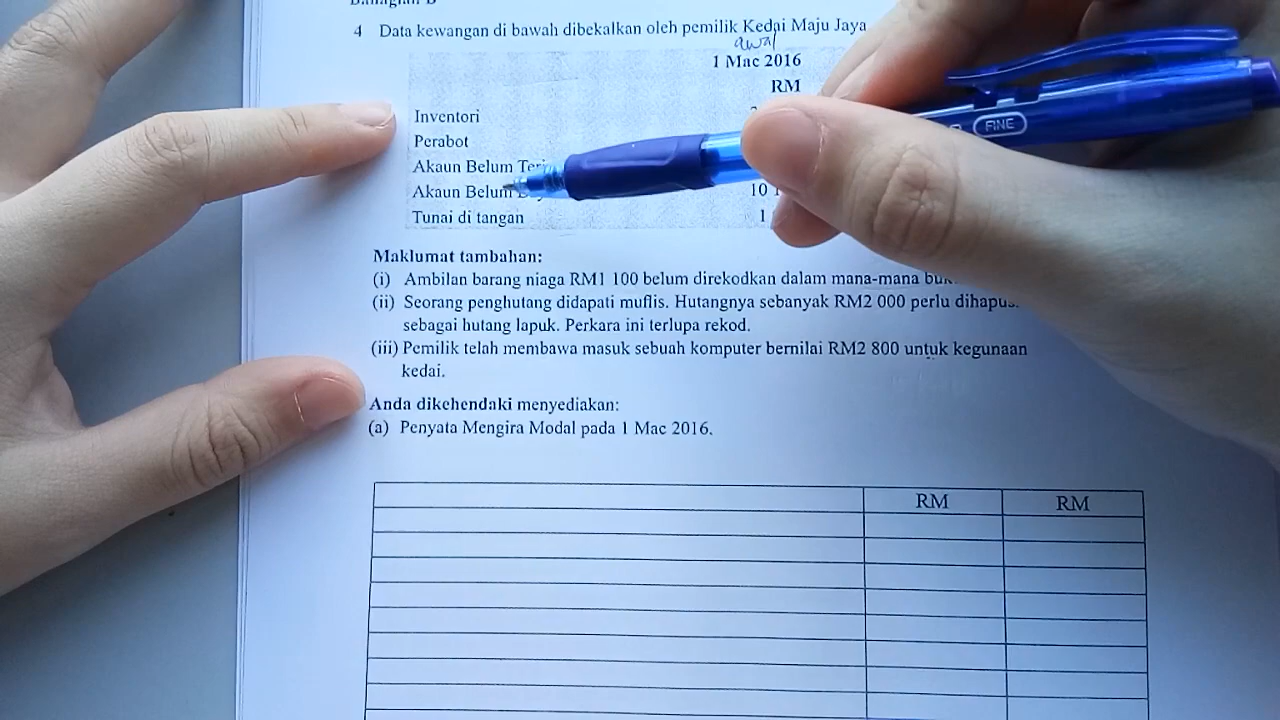 4 Data kewangan di bawah dibekalkan oleh pemilik Kedai Maju Jaya
awal
1 Mac 2016
RM
Inventori
Perabot
Akaun Belum
Akaun Belum
10
Tunai di tangan
1
Maklumat tambahan:
(i) Ambilan barang niaga RM1 100 belum direkodkan dalam mana-mana
(ii) Seorang penghutang didapati muflis. Hutangnya sebanyak RM2 000 perlu
sebagai hutang lapuk. Perkara ini terlupa rekod.
(iii) Pemilik telah membawa masuk sebuah komputer bernilai RM2 800 untuk kegunaan
kedai.
Anda dikehendaki menyediakan:
(a) Penyata Mengira Modal pada 1 Mac 2016.
RM RM
FINE